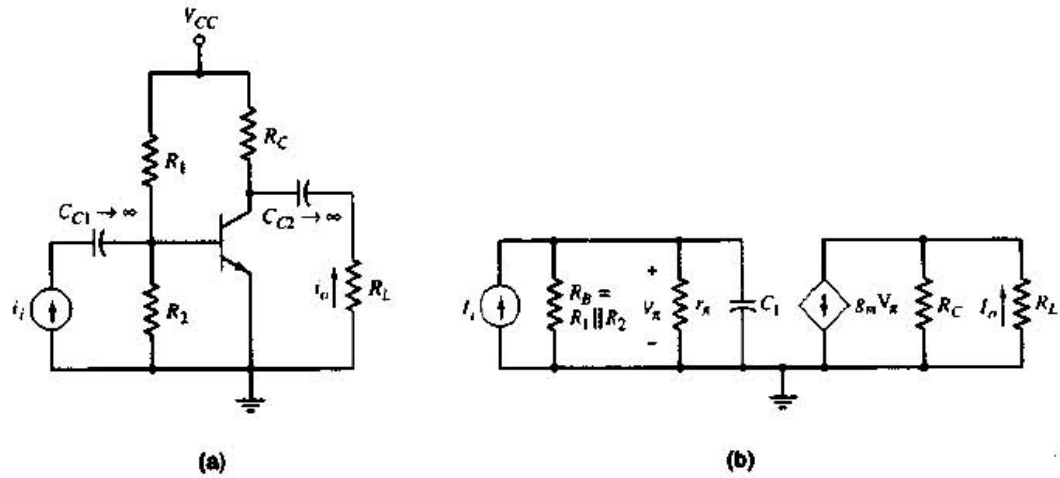 V_CC
R_C
R_1
C_C1 → ∞
C_C2 → ∞
i_i
R_2
i_o
R_L
(a)
I_i
R_B =
R_1||R_2
+
V_π
−
r_π
C_1
g_m V_π
R_C
I_o
R_L
(b)